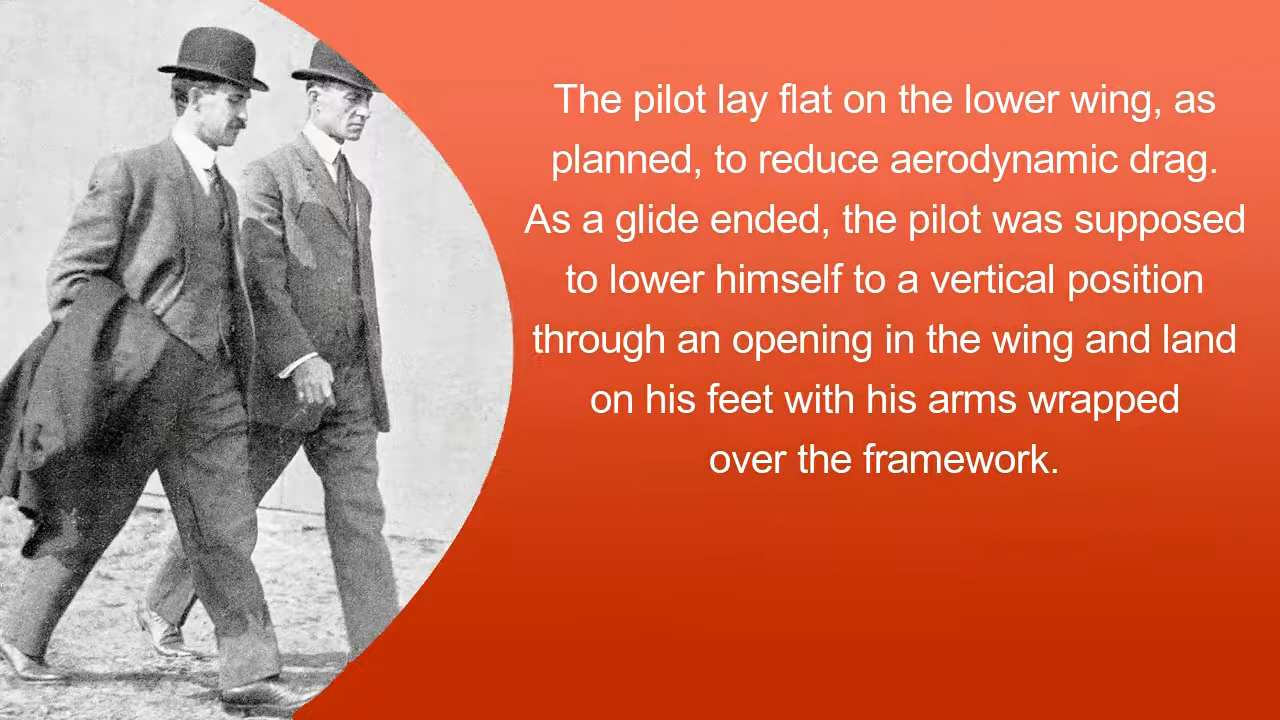 The pilot lay flat on the lower wing, as
planned, to reduce aerodynamic drag.
As a glide ended, the pilot was supposed
to lower himself to a vertical position
through an opening in the wing and land
on his feet with his arms wrapped
over the framework.